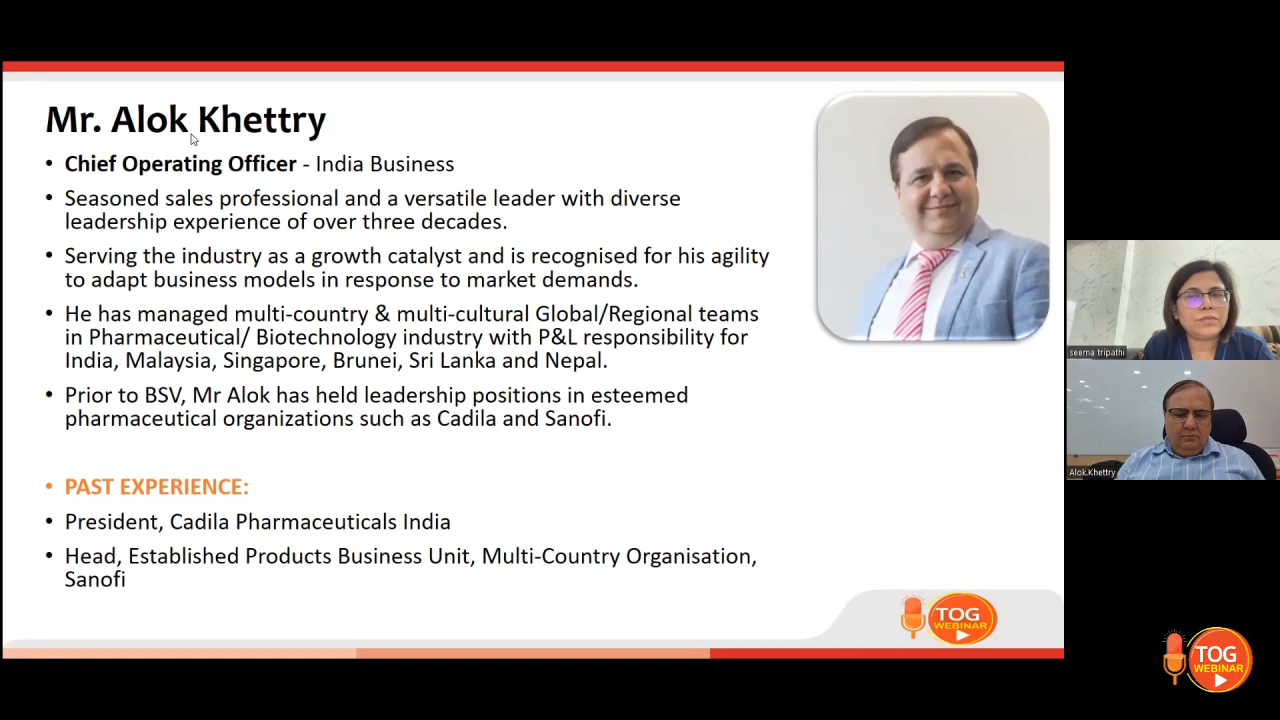 Mr. Alok Khettry
• Chief Operating Officer - India Business
• Seasoned sales professional and a versatile leader with diverse
leadership experience of over three decades.
• Serving the industry as a growth catalyst and is recognised for his agility
to adapt business models in response to market demands.
• He has managed multi-country & multi-cultural Global/Regional teams
in Pharmaceutical/ Biotechnology industry with P&L responsibility for
India, Malaysia, Singapore, Brunei, Sri Lanka and Nepal.
• Prior to BSV, Mr Alok has held leadership positions in esteemed
pharmaceutical organizations such as Cadila and Sanofi.
• PAST EXPERIENCE:
• President, Cadila Pharmaceuticals India
• Head, Established Products Business Unit, Multi-Country Organisation,
Sanofi
TOG
WEBINAR
seema tripathi
Alok.Khettry
TOG
WEBINAR